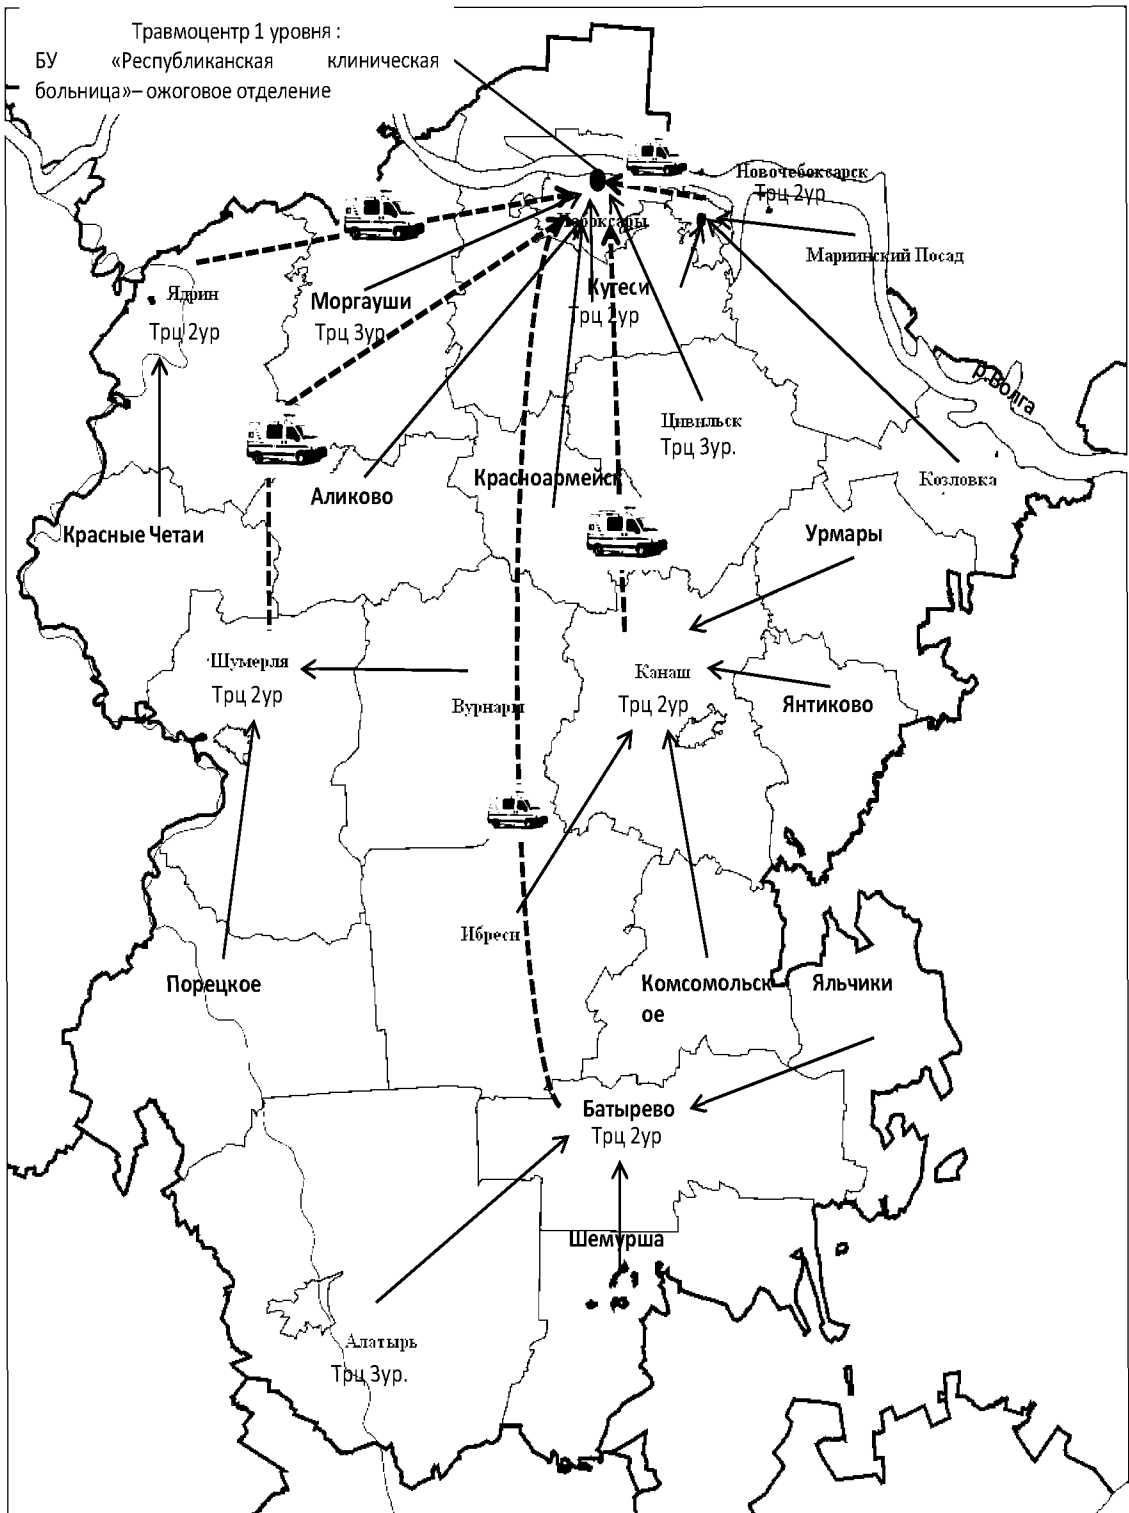 Травмоцентр 1 уровня :
БУ «Республиканская клиническая
больница»– ожоговое отделение
Новочебоксарск
Трц 2ур
Чебоксары
Мариинский Посад
Ядрин
Трц 2ур
Моргауши
Трц 3ур
Кугеси
Трц 2ур
р.Волга
Цивильск
Трц 3ур.
Козловка
Красноармейск
Аликово
Красные Четаи
Урмары
Шумерля
Трц 2ур
Вурнары
Канаш
Трц 2ур
Янтиково
Ибреси
Порецкое
Комсомольск
ое
Яльчики
Батырево
Трц 2ур
Шемурша
Алатырь
Трц 3ур.